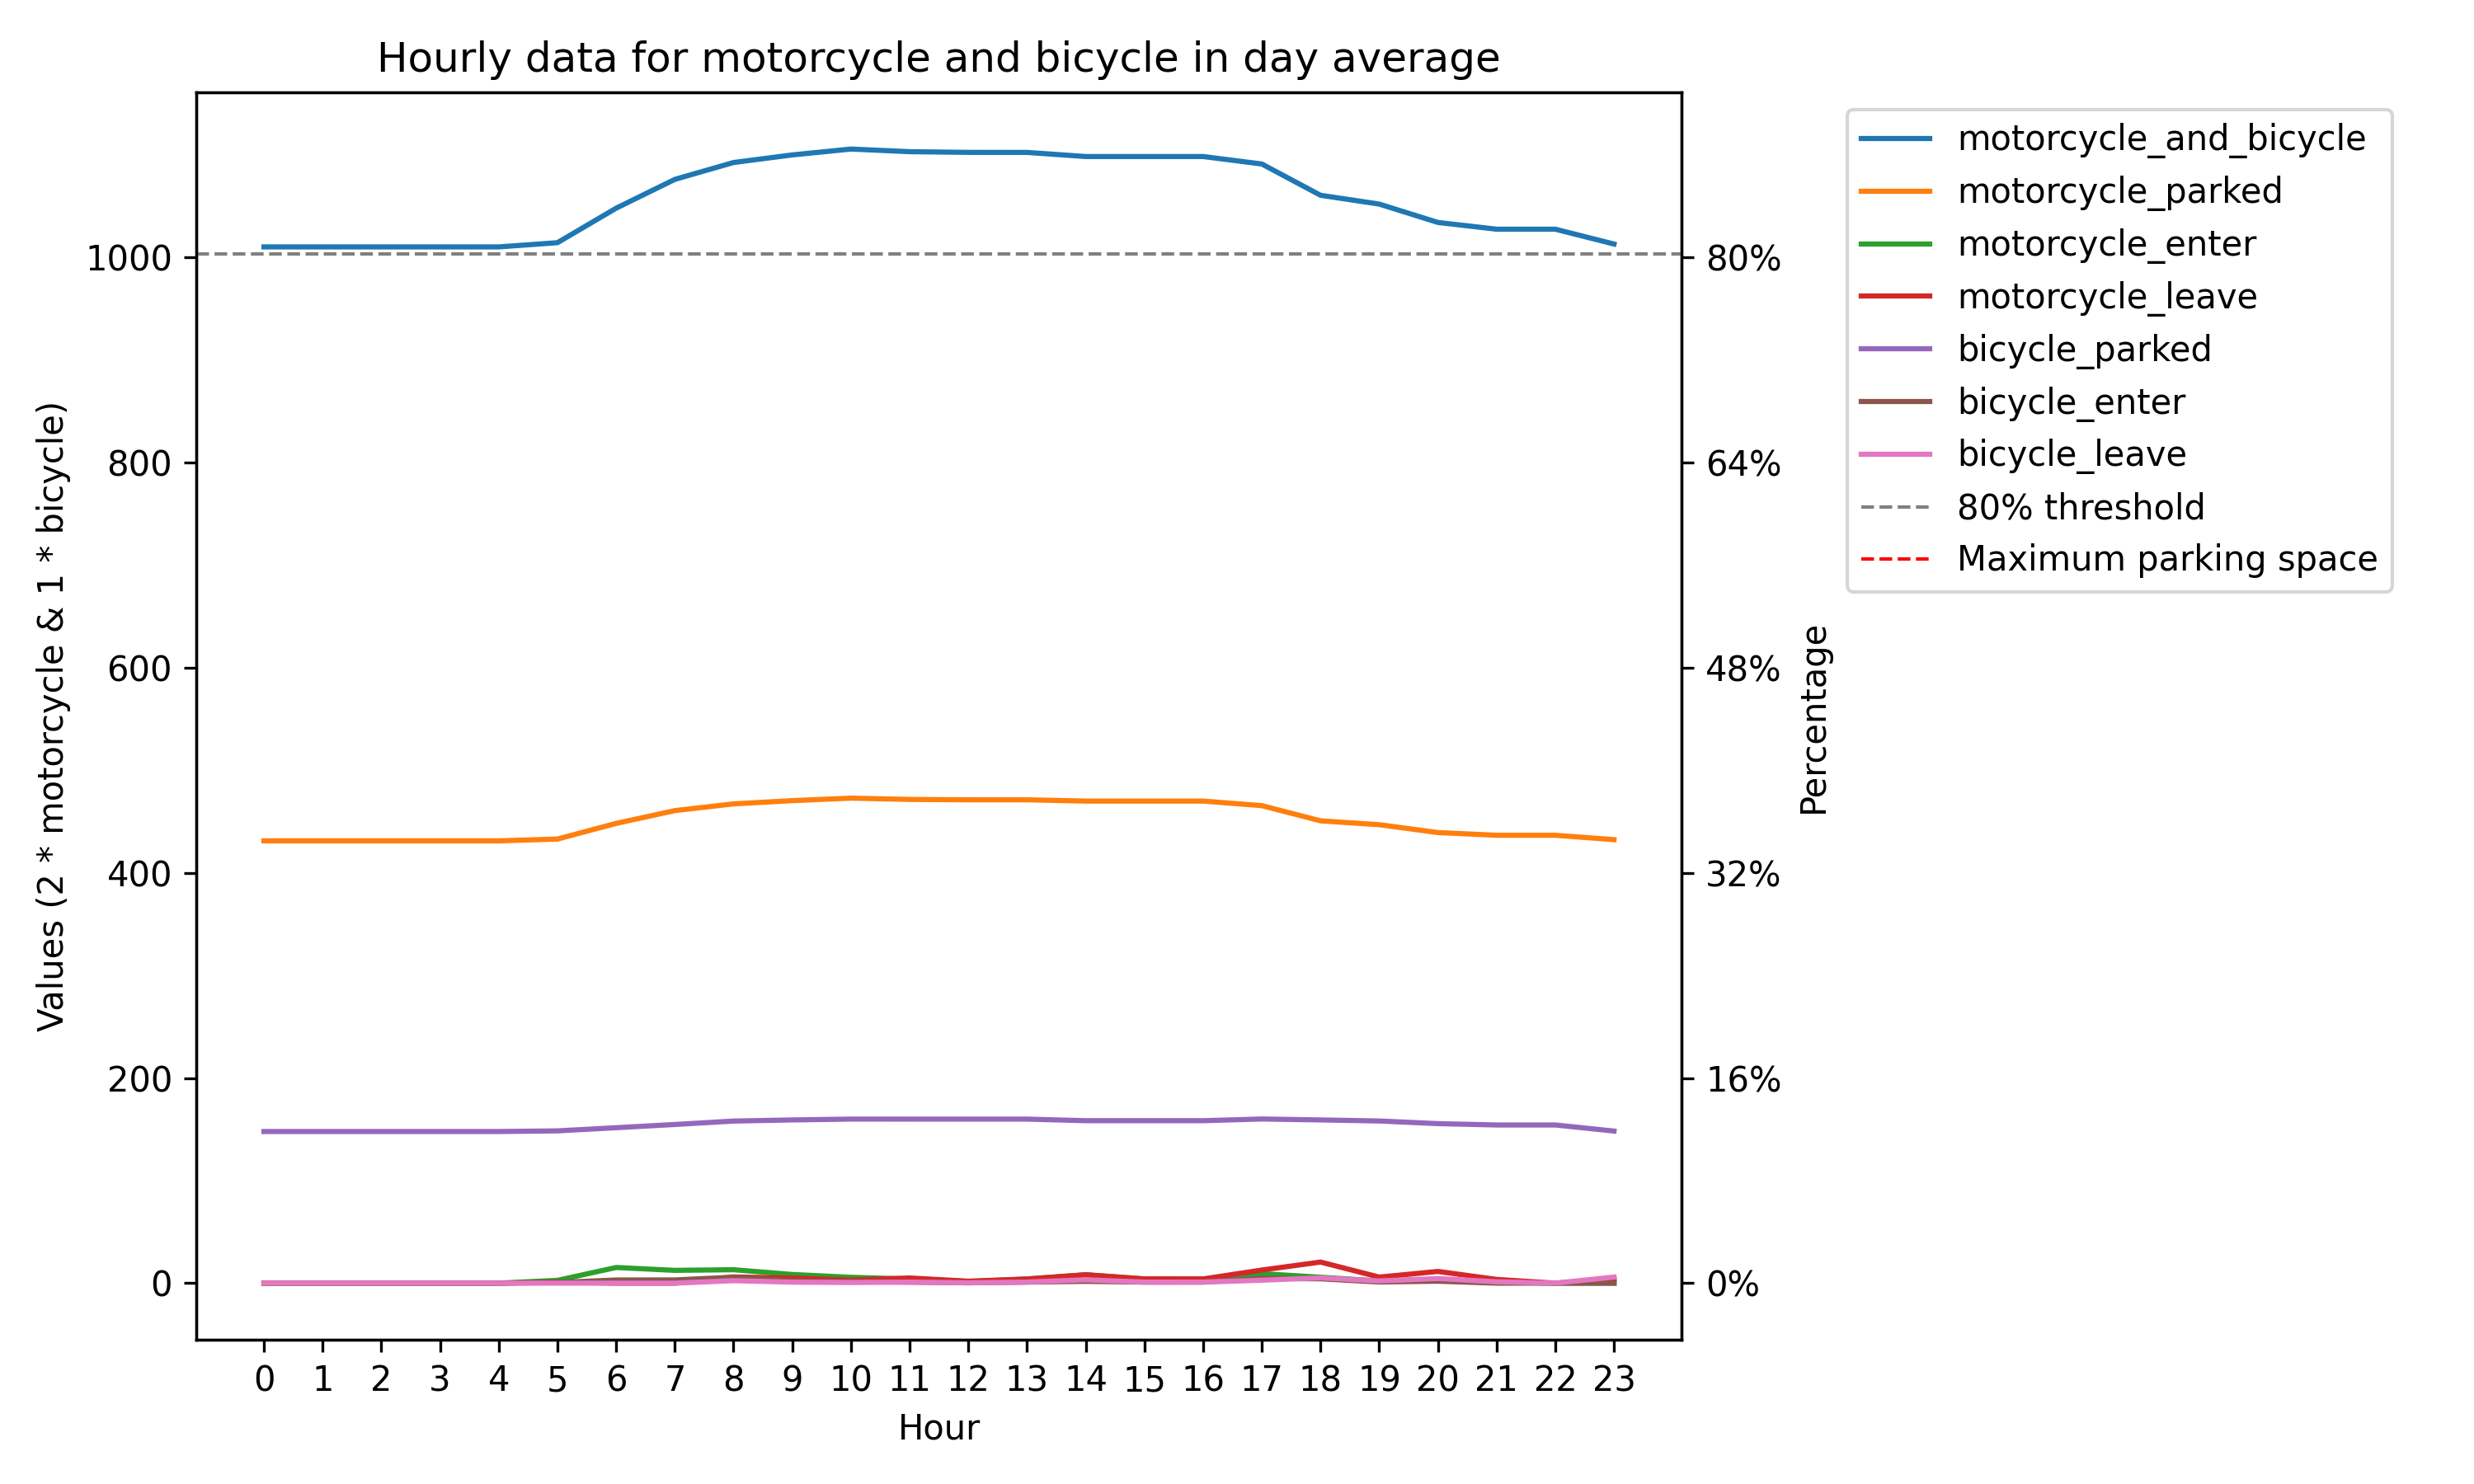 Hourly data for motorcycle and bicycle in day average
Values (2 * motorcycle & 1 * bicycle)
1000
800
600
400
200
0
80%
64%
48%
32%
16%
0%
Percentage
0 1 2 3 4 5 6 7 8 9 10 11 12 13 14 15 16 17 18 19 20 21 22 23
Hour
motorcycle_and_bicycle
motorcycle_parked
motorcycle_enter
motorcycle_leave
bicycle_parked
bicycle_enter
bicycle_leave
80% threshold
Maximum parking space